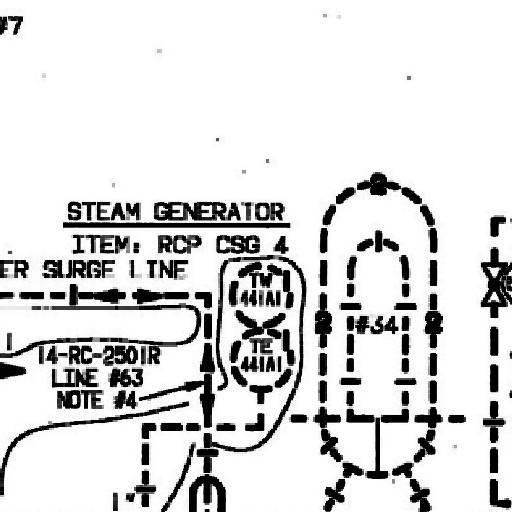 #7
STEAM GENERATOR
ITEM: RCP CSG 4
ER SURGE LINE
TW
441A1
TE
441A1
2
2
2
#34
14-RC-2501R
LINE #63
NOTE #4
1"